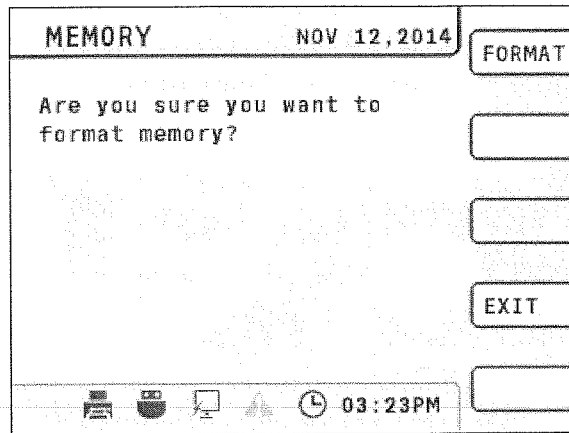 MEMORY NOV 12,2014
FORMAT
Are you sure you want to
format memory?
EXIT
03:23PM